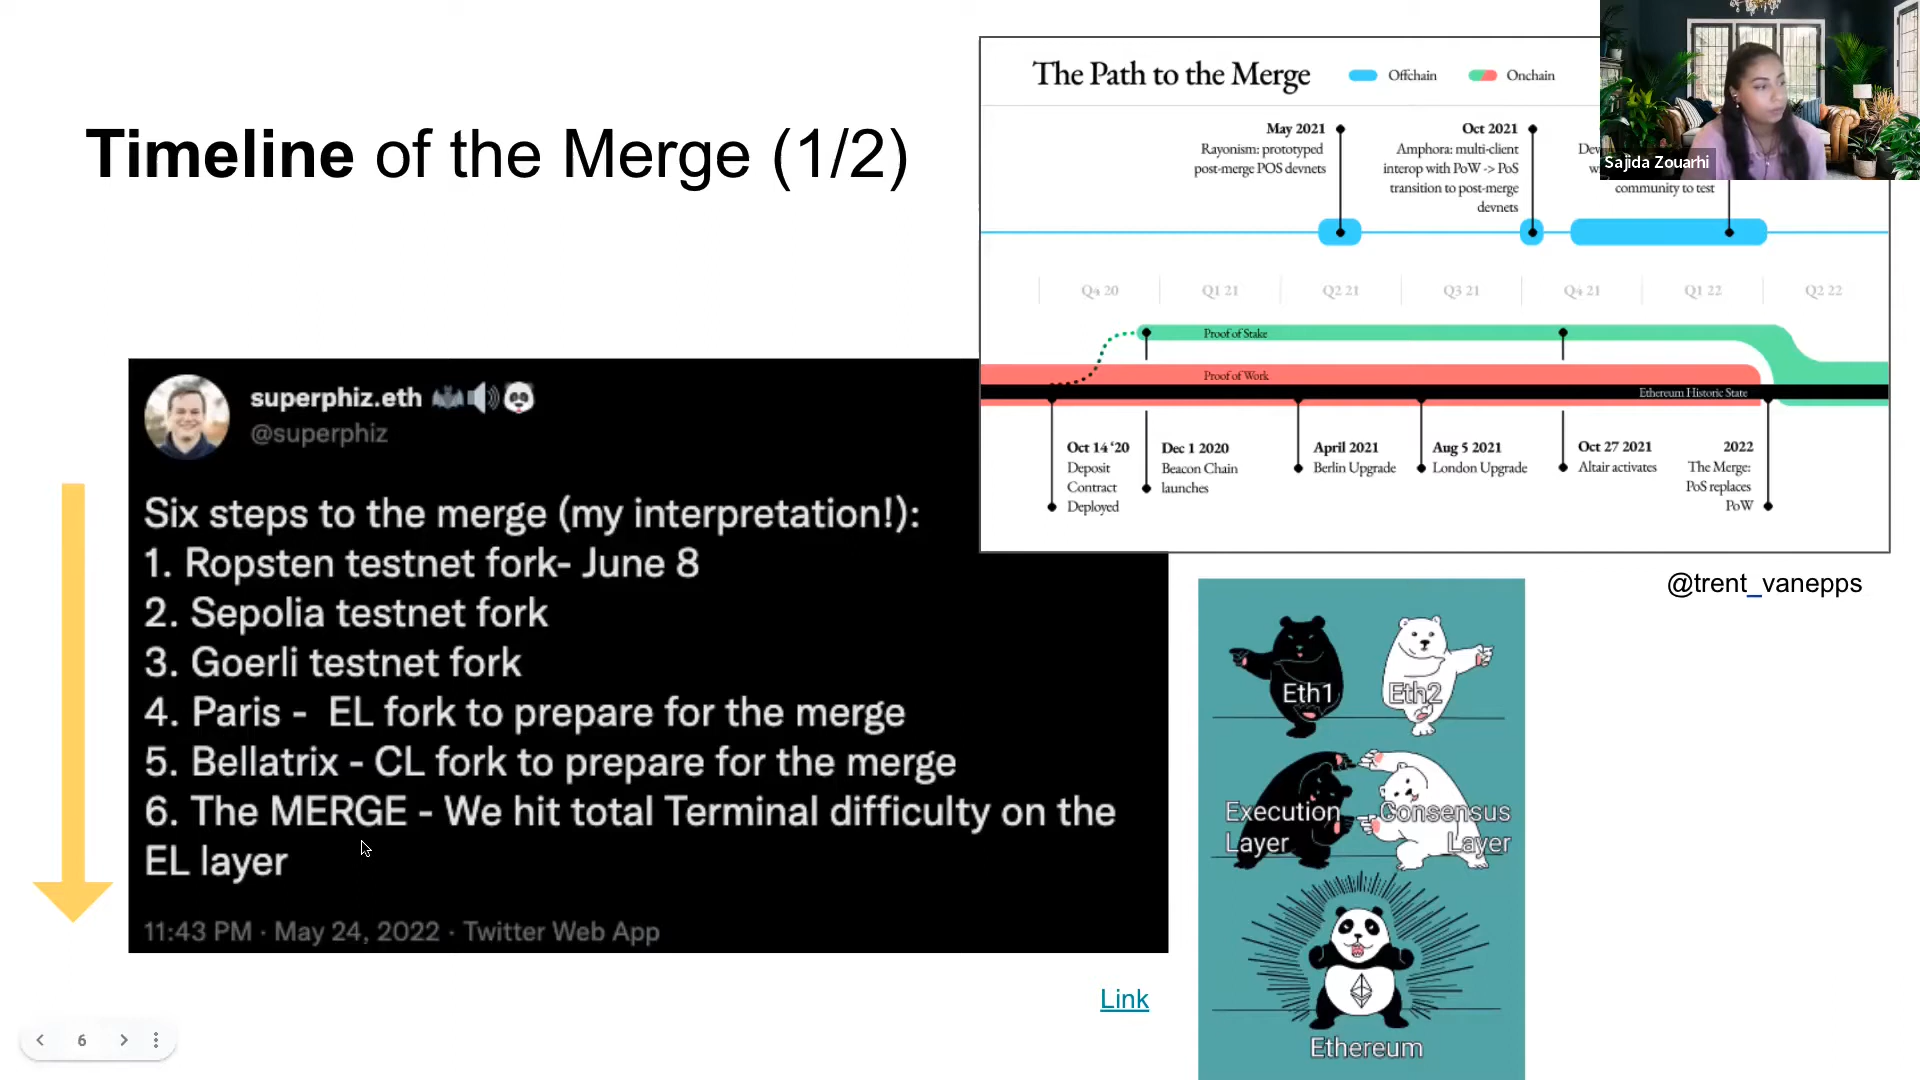 Timeline of the Merge (1/2)
The Path to the Merge
Offchain
Onchain
May 2021
Rayonism: prototyped
post-merge POS devnets
Oct 2021
Amphora: multi-client
interop with PoW -> PoS
transition to post-merge
devnets
community to test
Sajida Zouarhi
Q4 20
Q1 21
Q2 21
Q3 21
Q4 21
Q1 22
Q2 22
Proof of Stake
Proof of Work
Ethereum Historic State
Oct 14 ‘20
Deposit
Contract
Deployed
Dec 1 2020
Beacon Chain
launches
April 2021
Berlin Upgrade
Aug 5 2021
London Upgrade
Oct 27 2021
Altair activates
2022
The Merge:
PoS replaces
PoW
@trent_vanepps
superphiz.eth
@superphiz
Six steps to the merge (my interpretation!):
1. Ropsten testnet fork- June 8
2. Sepolia testnet fork
3. Goerli testnet fork
4. Paris - EL fork to prepare for the merge
5. Bellatrix - CL fork to prepare for the merge
6. The MERGE - We hit total Terminal difficulty on the
EL layer
11:43 PM · May 24, 2022 · Twitter Web App
Link
Eth1
Eth2
Execution
Layer
Consensus
Layer
Ethereum
6